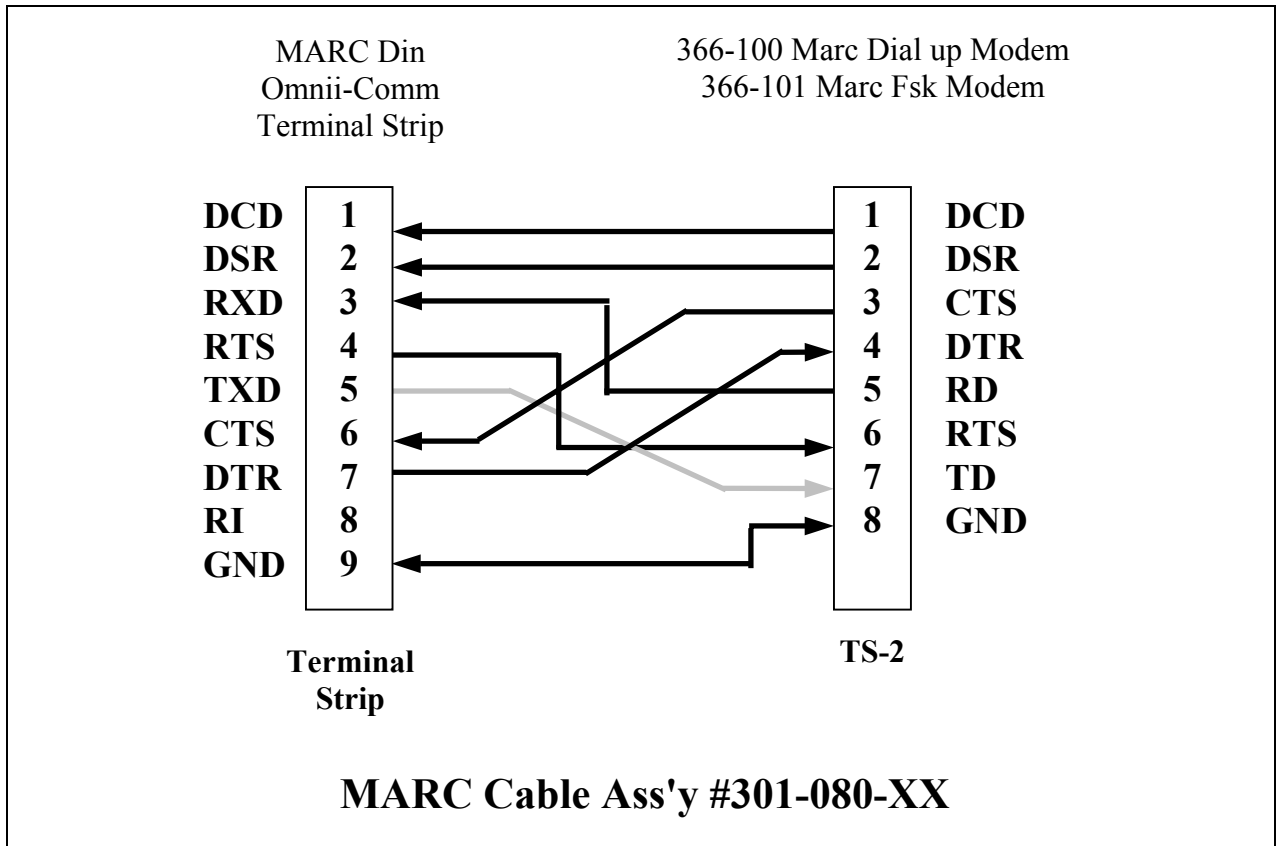 MARC Din
Omnii-Comm
Terminal Strip
366-100 Marc Dial up Modem
366-101 Marc Fsk Modem
DCD 1 1 DCD
DSR 2 2 DSR
RXD 3 3 CTS
RTS 4 4 DTR
TXD 5 5 RD
CTS 6 6 RTS
DTR 7 7 TD
RI 8 8 GND
GND 9
Terminal
Strip
TS-2
MARC Cable Ass'y #301-080-XX